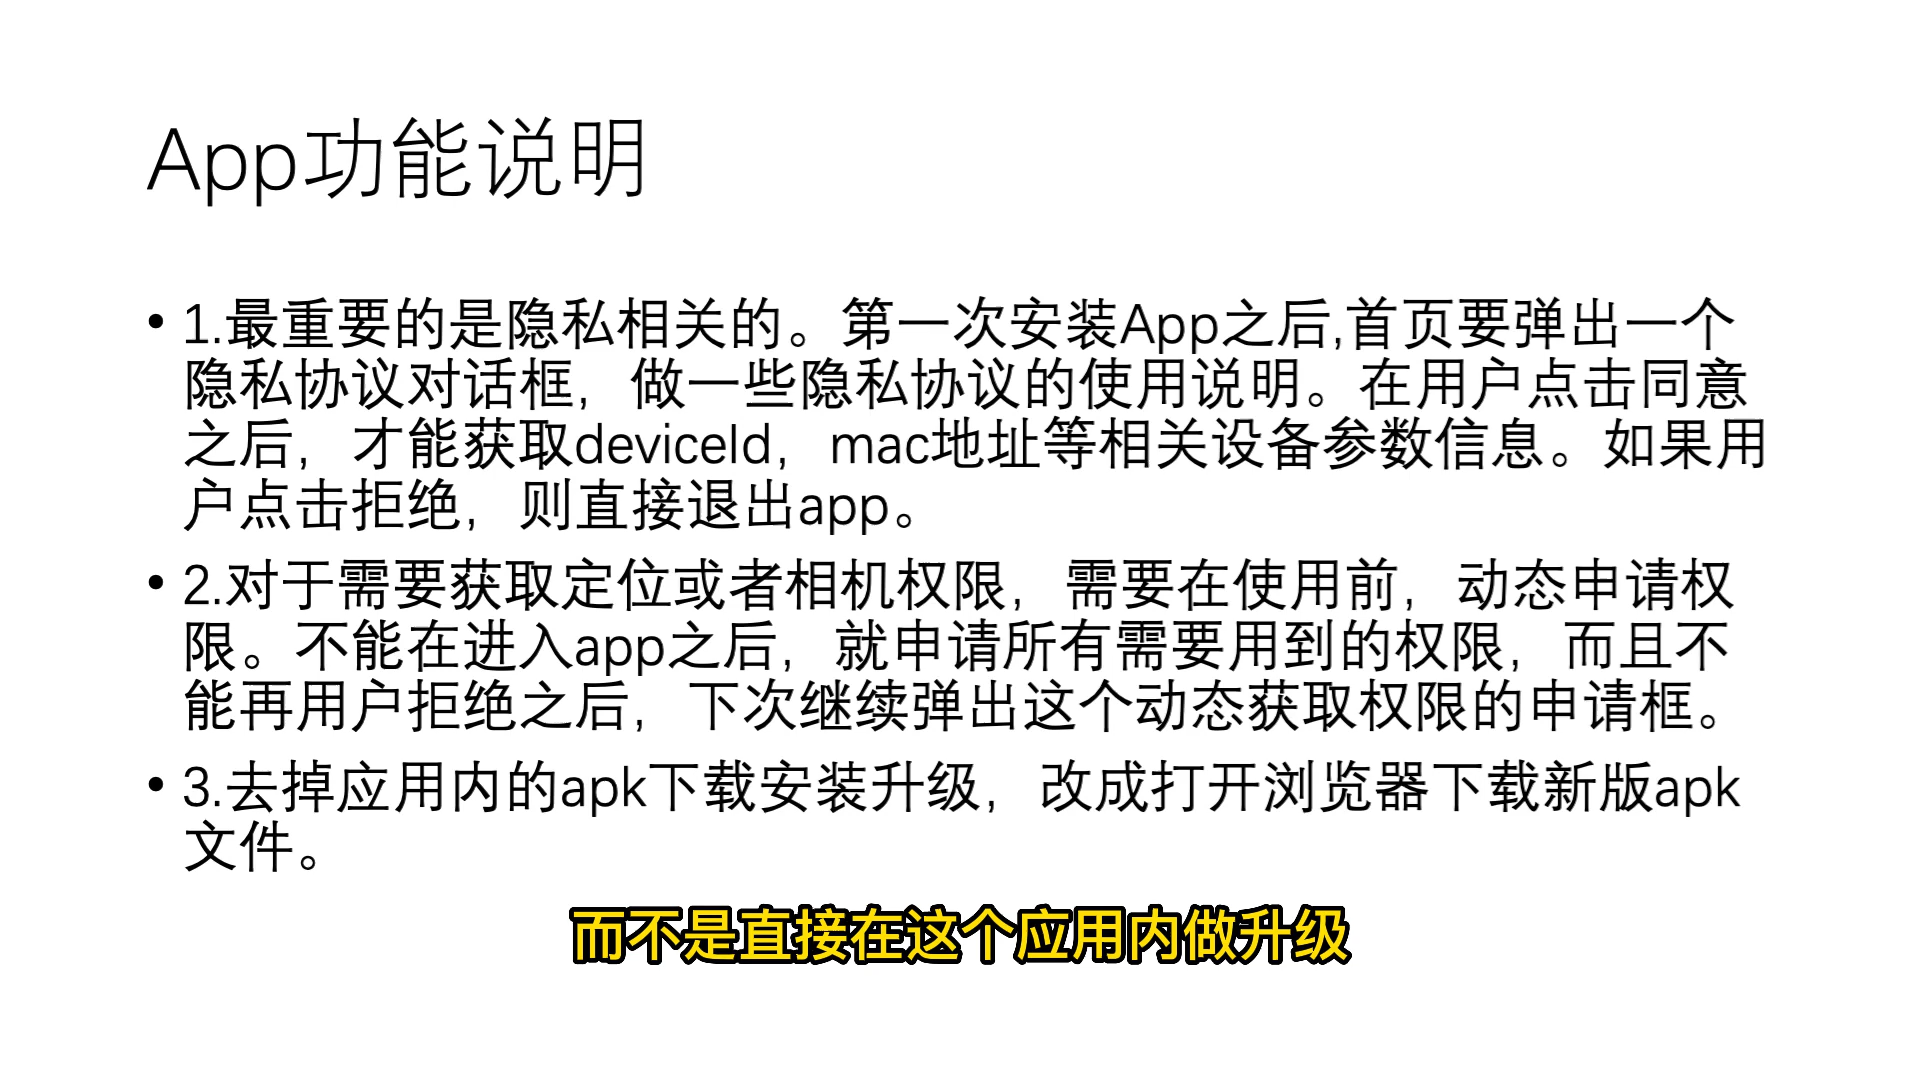 App功能说明
• 1.最重要的是隐私相关的。第一次安装App之后,首页要弹出一个
隐私协议对话框，做一些隐私协议的使用说明。在用户点击同意
之后，才能获取deviceId，mac地址等相关设备参数信息。如果用
户点击拒绝，则直接退出app。
• 2.对于需要获取定位或者相机权限，需要在使用前，动态申请权
限。不能在进入app之后，就申请所有需要用到的权限，而且不
能再用户拒绝之后，下次继续弹出这个动态获取权限的申请框。
• 3.去掉应用内的apk下载安装升级，改成打开浏览器下载新版apk
文件。
而不是直接在这个应用内做升级